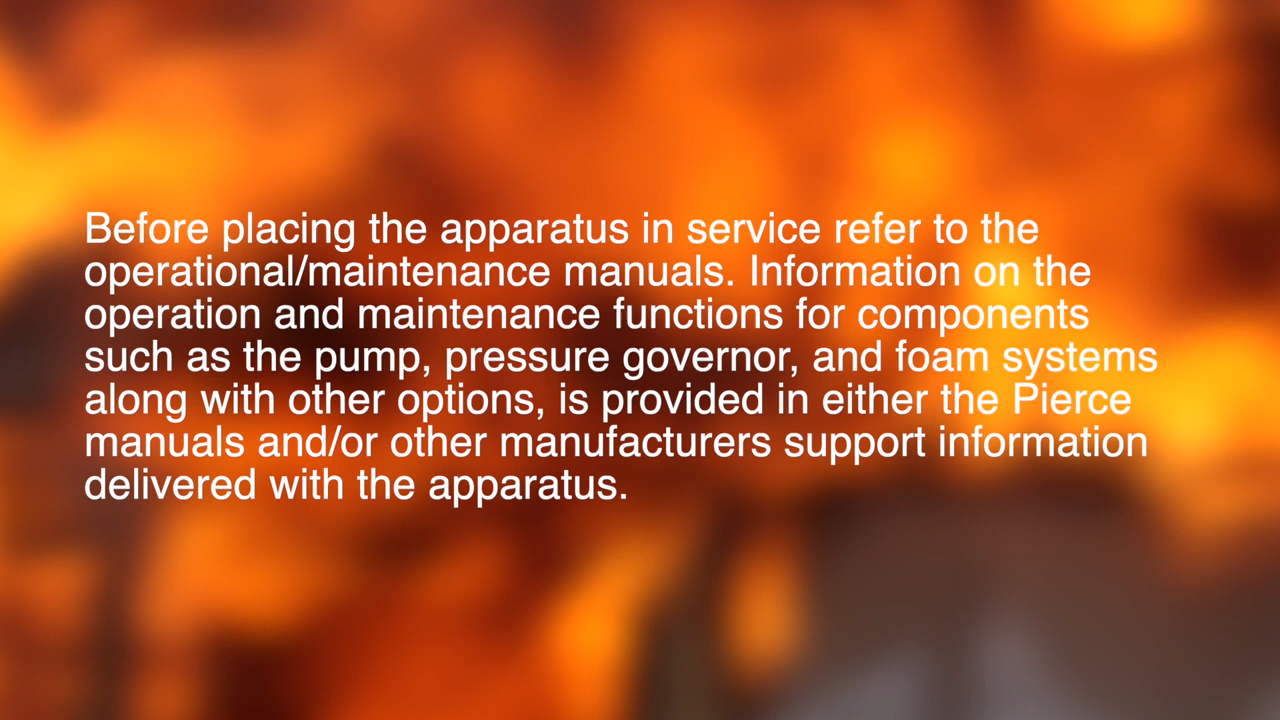 Before placing the apparatus in service refer to the
operational/maintenance manuals. Information on the
operation and maintenance functions for components
such as the pump, pressure governor, and foam systems
along with other options, is provided in either the Pierce
manuals and/or other manufacturers support information
delivered with the apparatus.